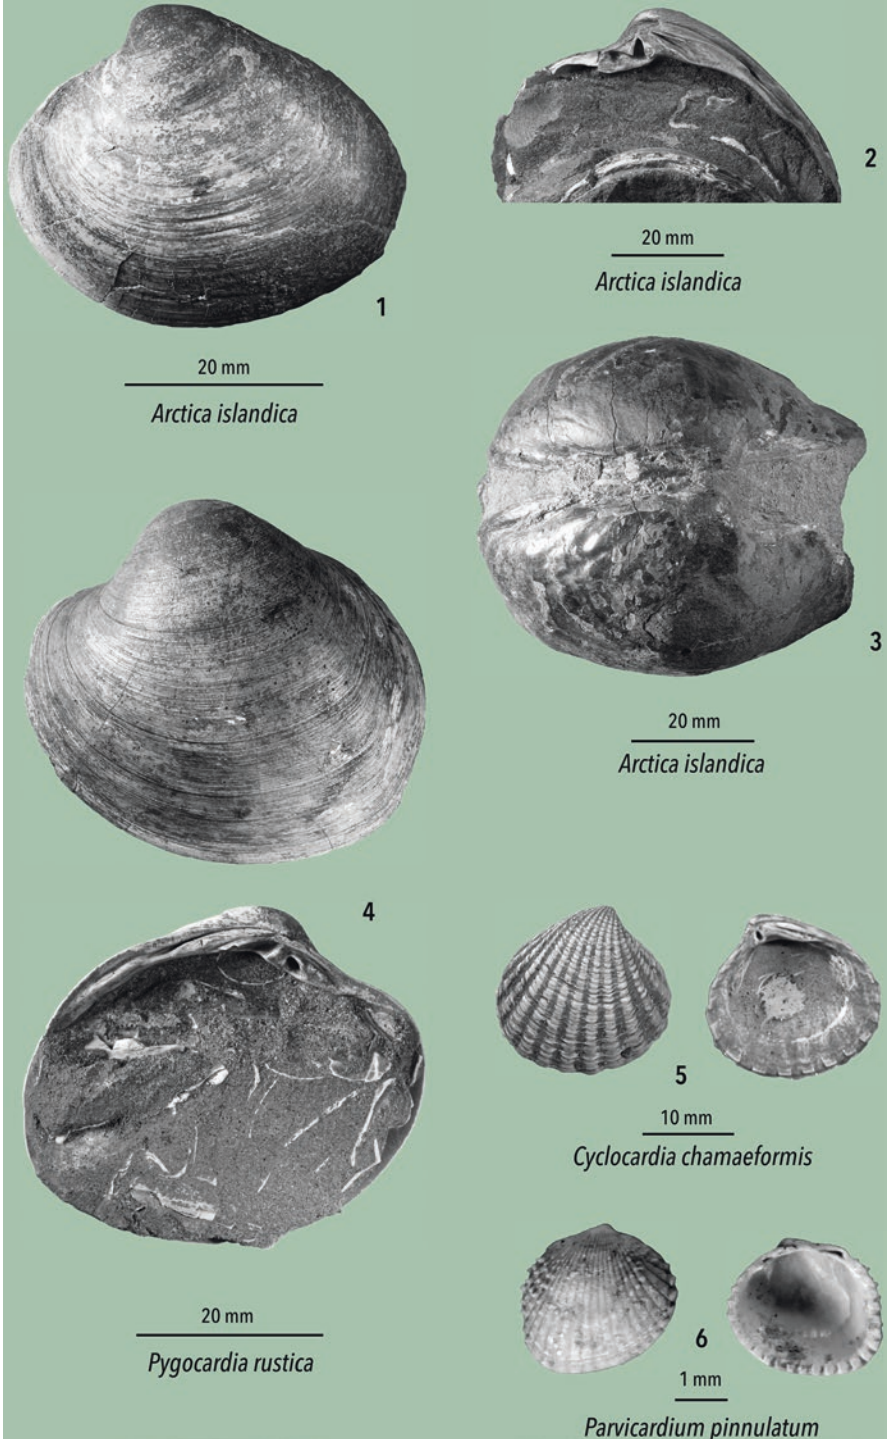 1
20 mm
Arctica islandica
2
20 mm
Arctica islandica
3
20 mm
Arctica islandica
4
20 mm
Pygocardia rustica
5
10 mm
Cyclocardia chamaeformis
6
1 mm
Parvicardium pinnulatum